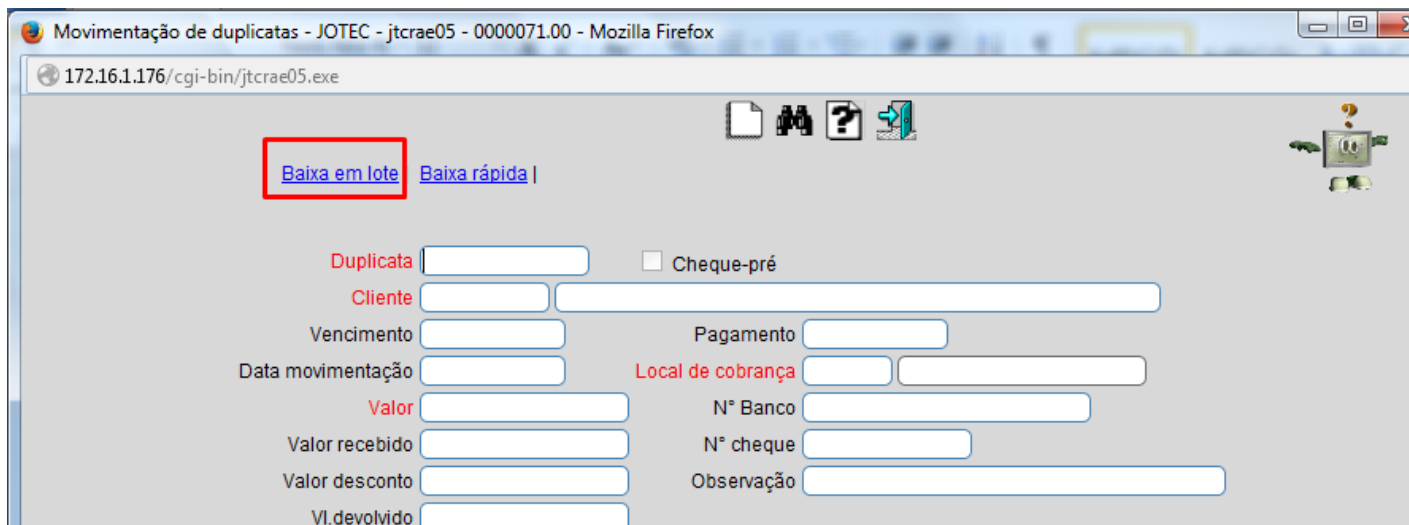 Movimentação de duplicatas - JOTEC - jtcrae05 - 0000071.00 - Mozilla Firefox
172.16.1.176/cgi-bin/jtcrae05.exe
Baixa em lote | Baixa rápida |
Duplicata Cheque-pré
Cliente
Vencimento Pagamento
Data movimentação Local de cobrança
Valor N° Banco
Valor recebido N° cheque
Valor desconto Observação
Vl.devolvido